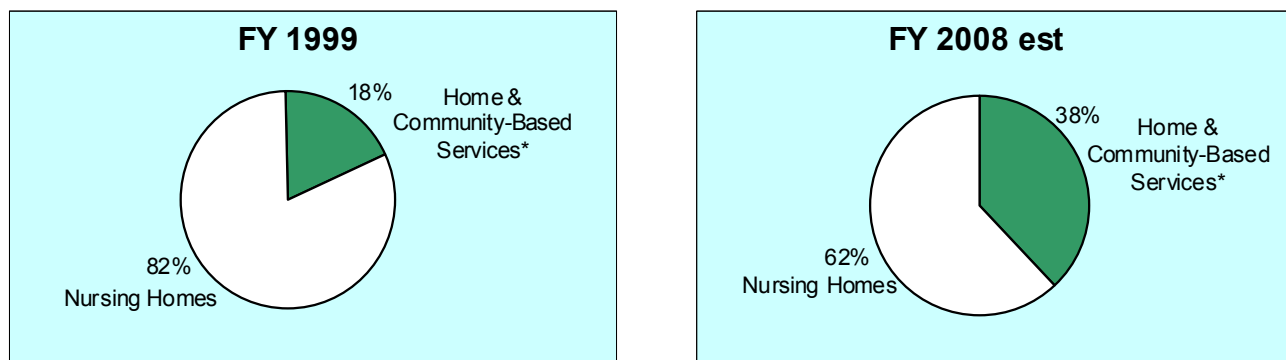 FY 1999
18%
Home &
Community-Based
Services*
82%
Nursing Homes
FY 2008 est
38%
Home &
Community-Based
Services*
62%
Nursing Homes